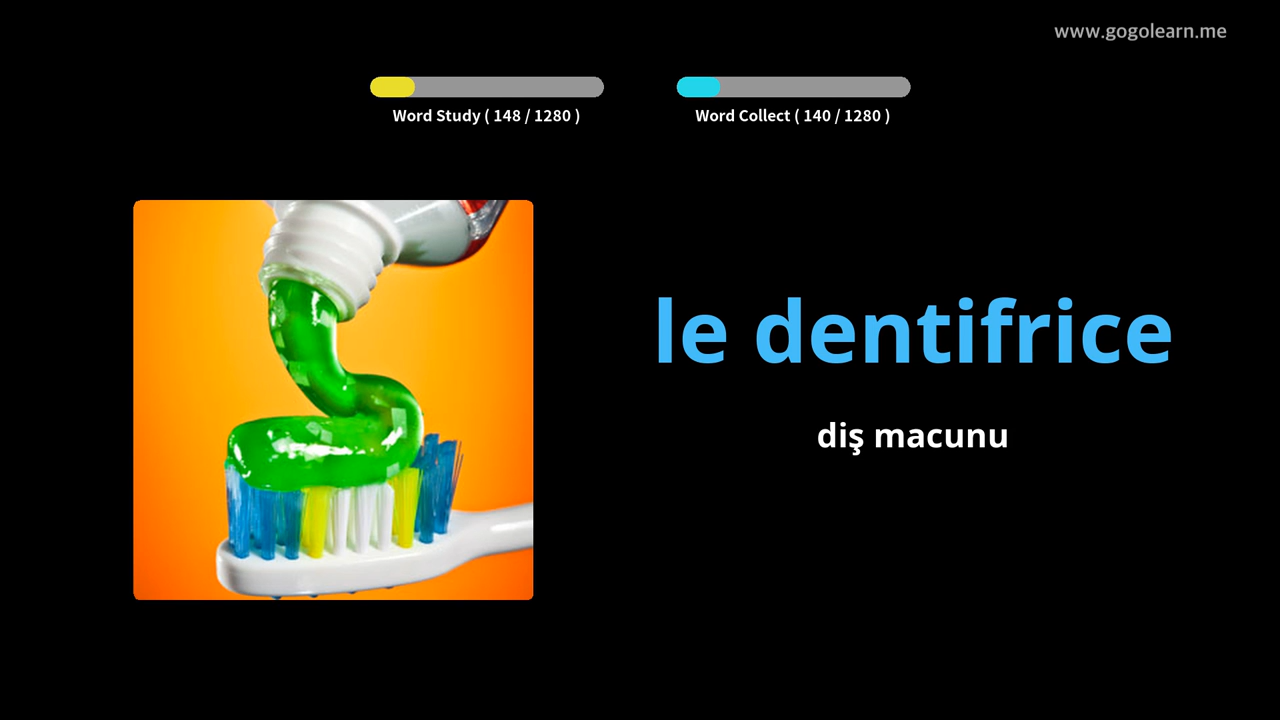 www.gogolearn.me
Word Study ( 148 / 1280 )
Word Collect ( 140 / 1280 )
le dentifrice
diş macunu